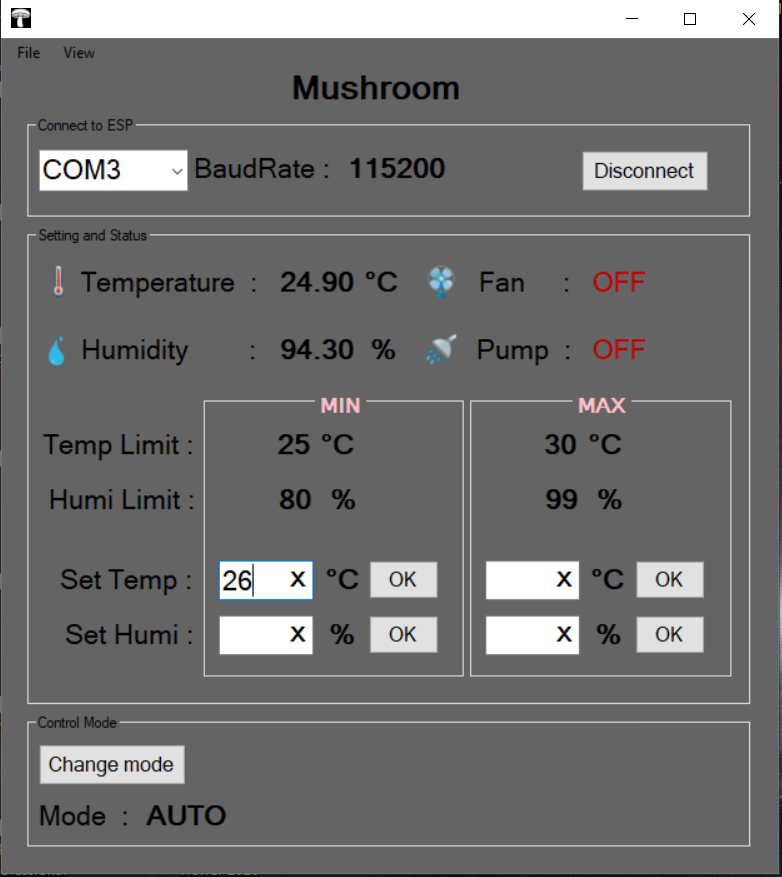 File View
Mushroom
Connect to ESP
COM3 BaudRate : 115200 Disconnect
Setting and Status
Temperature : 24.90 °C Fan : OFF
Humidity : 94.30 % Pump : OFF
MIN MAX
Temp Limit : 25 °C 30 °C
Humi Limit : 80 % 99 %
Set Temp : 26 X °C OK X °C OK
Set Humi : X % OK X % OK
Control Mode
Change mode
Mode : AUTO